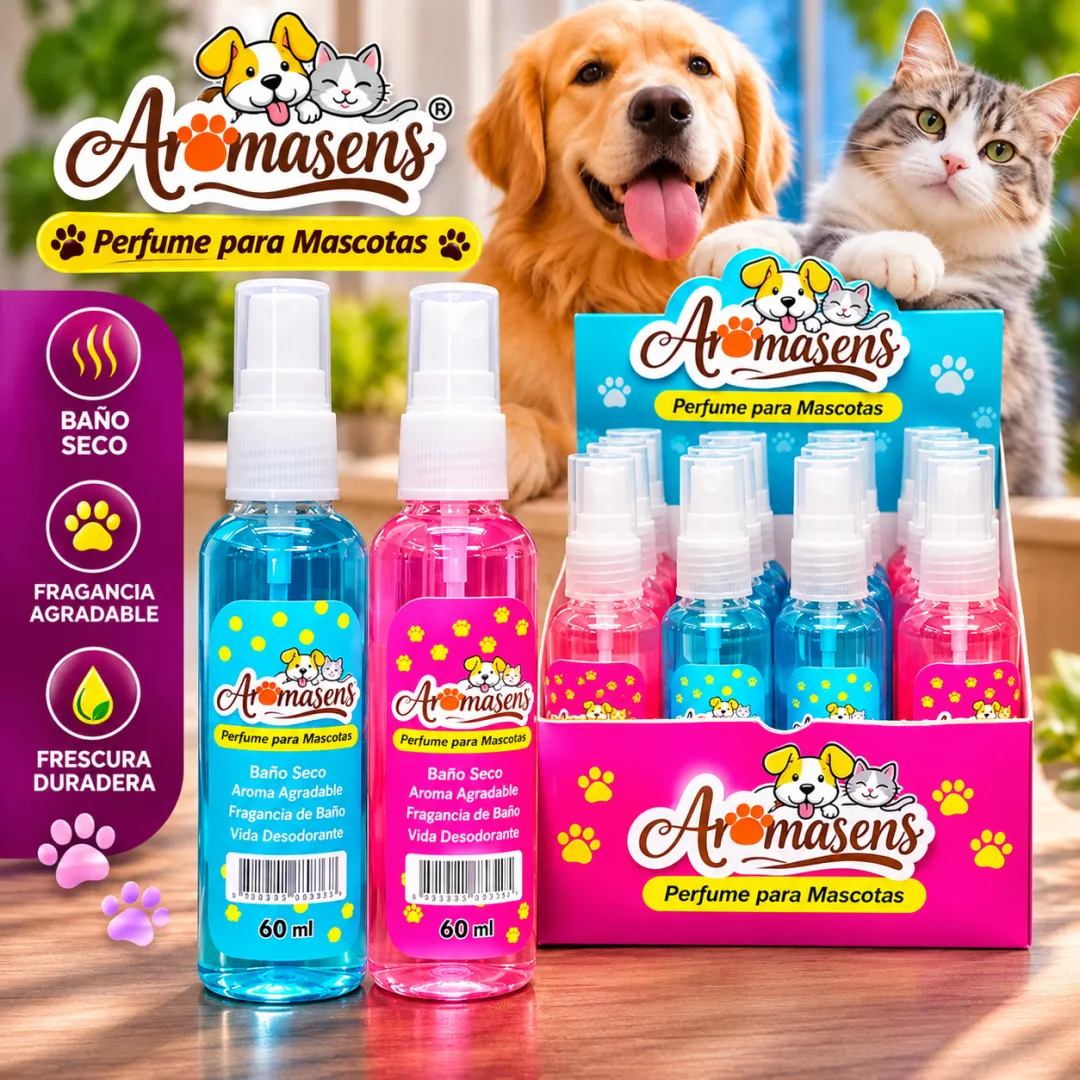 Aromasens®
Perfume para Mascotas
BAÑO
SECO
FRAGANCIA
AGRADABLE
FRESCURA
DURADERA
Aromasens
Perfume para Mascotas
Baño Seco
Aroma Agradable
Fragancia de Baño
Vida Desodorante
60 ml
Aromasens
Perfume para Mascotas
Baño Seco
Aroma Agradable
Fragancia de Baño
Vida Desodorante
60 ml
Aromasens
Perfume para Mascotas
Aromasens
Perfume para Mascotas